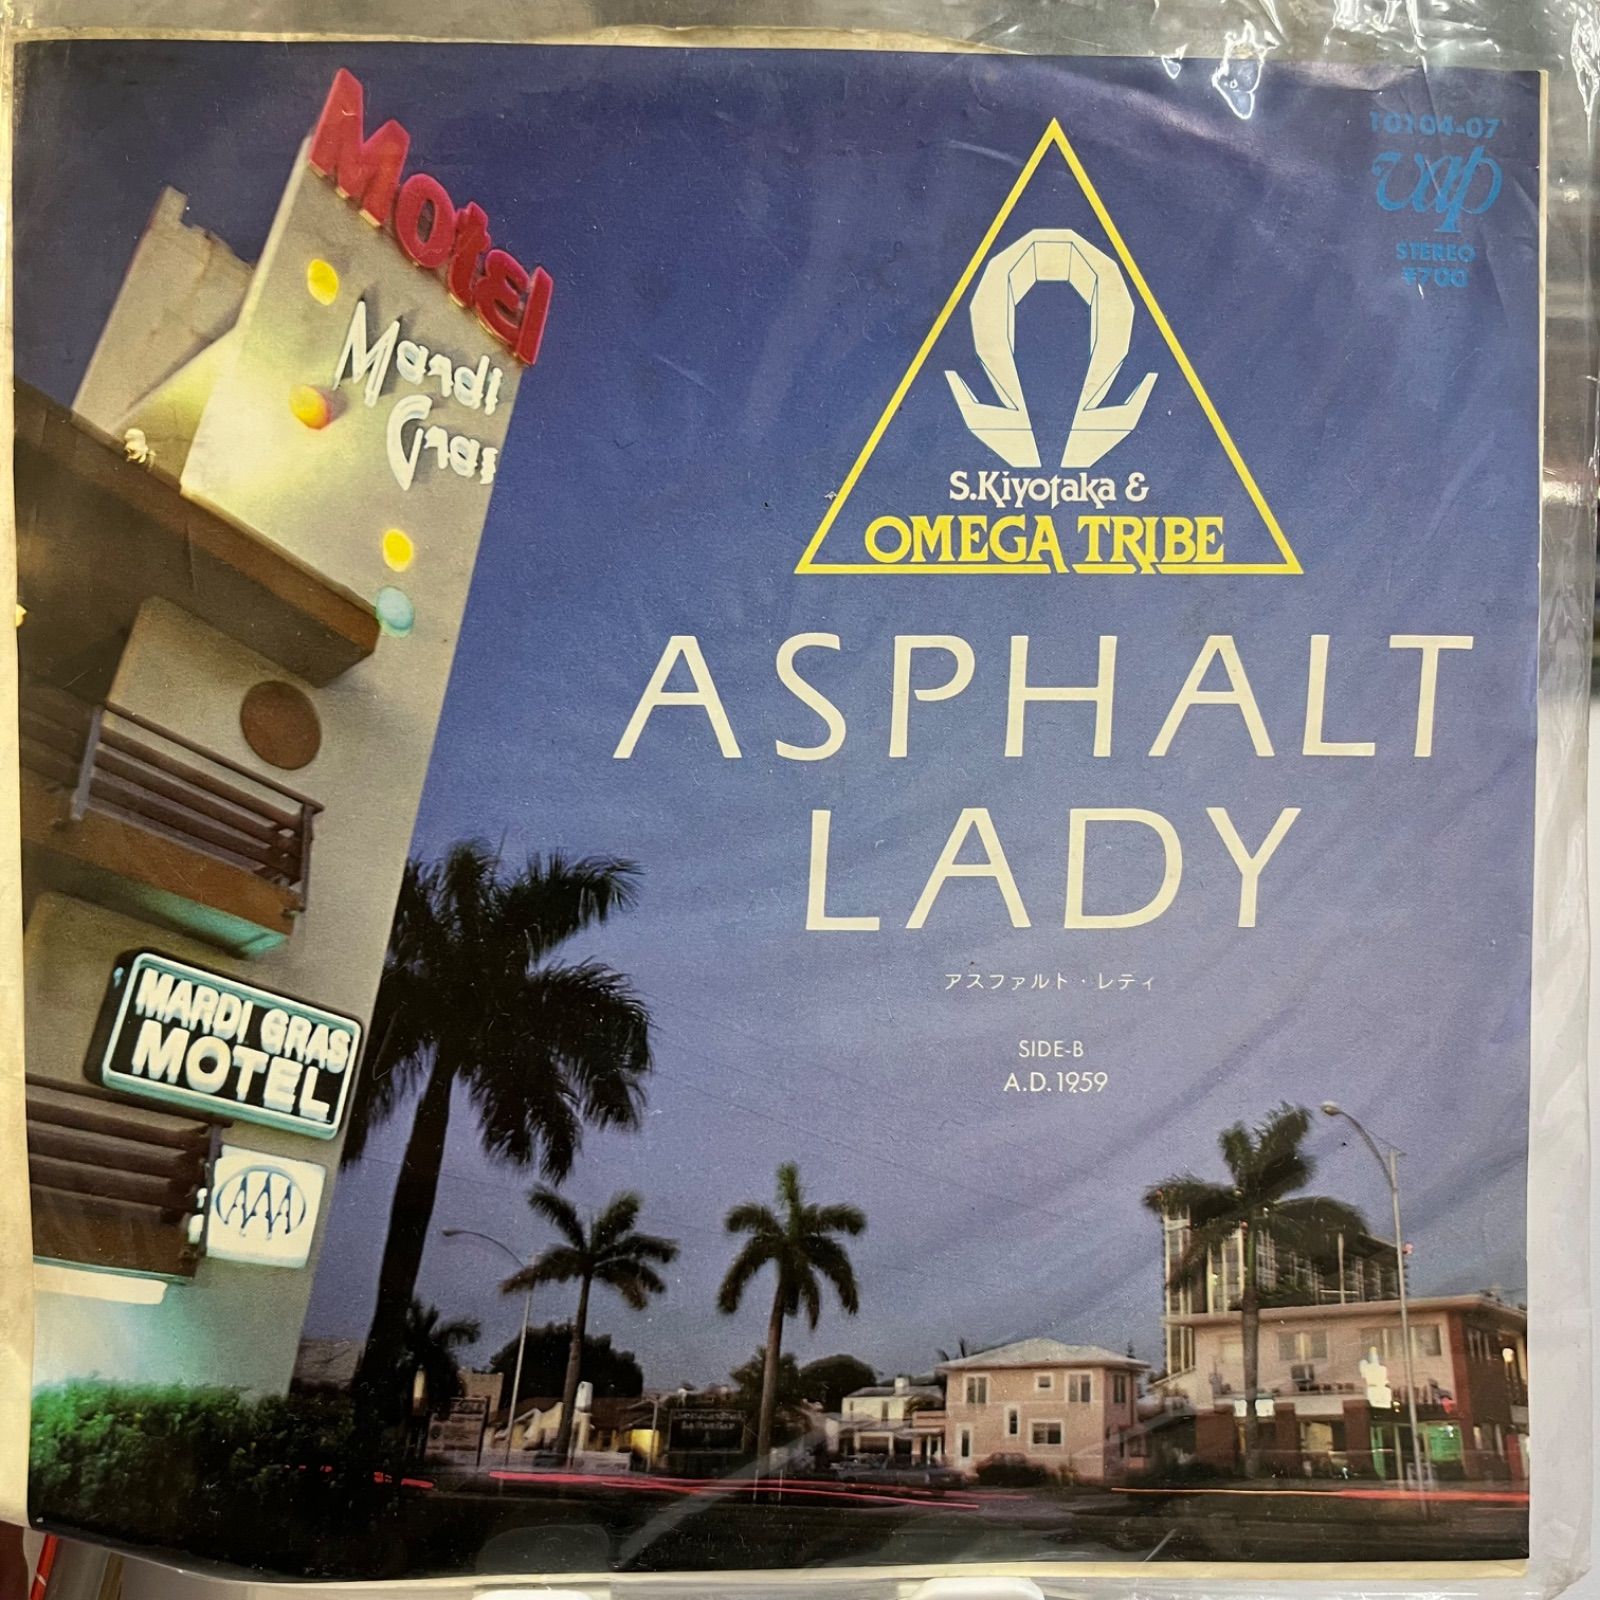 10104-07
vap
STEREO
¥700
MotEl
Mardi
Gras
S.Kiyotaka &
OMEGA TRIBE
ASPHALT
LADY
アスファルト・レディ
SIDE-B
A.D.1959
MARDI GRAS
MOTEL
AAA